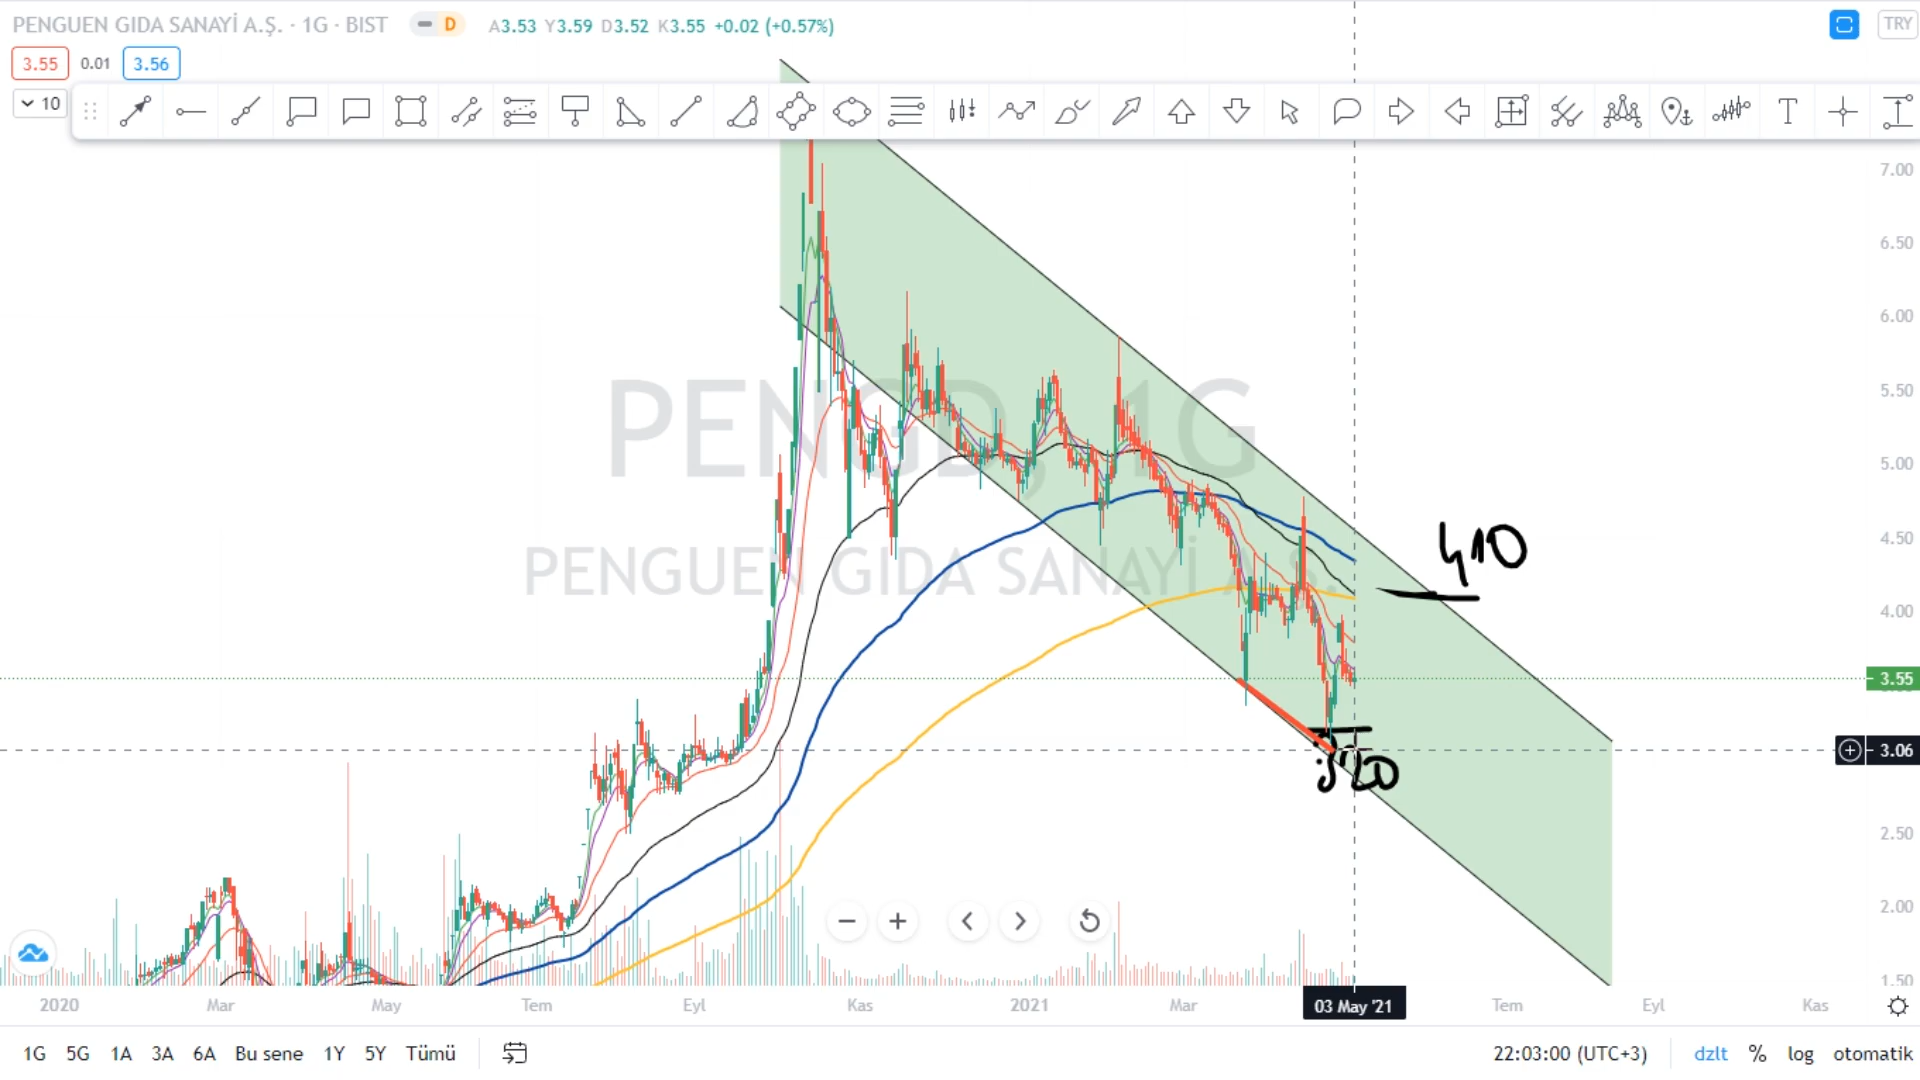 PENGUEN GIDA SANAYİ A.Ş. · 1G · BIST D A3.53 Y3.59 D3.52 K3.55 +0.02 (+0.57%) TRY
3.55 0.01 3.56
10
7.00
6.50
6.00
5.50
5.00
4.50
4.00
3.55
3.06
2.50
2.00
1.50
PENGD, 1G
PENGUEN GIDA SANAYİ A.Ş.
410
2020 Mar May Tem Eyl Kas 2021 Mar 03 May '21 Tem Eyl Kas
1G 5G 1A 3A 6A Bu sene 1Y 5Y Tümü 22:03:00 (UTC+3) dzlt % log otomatik